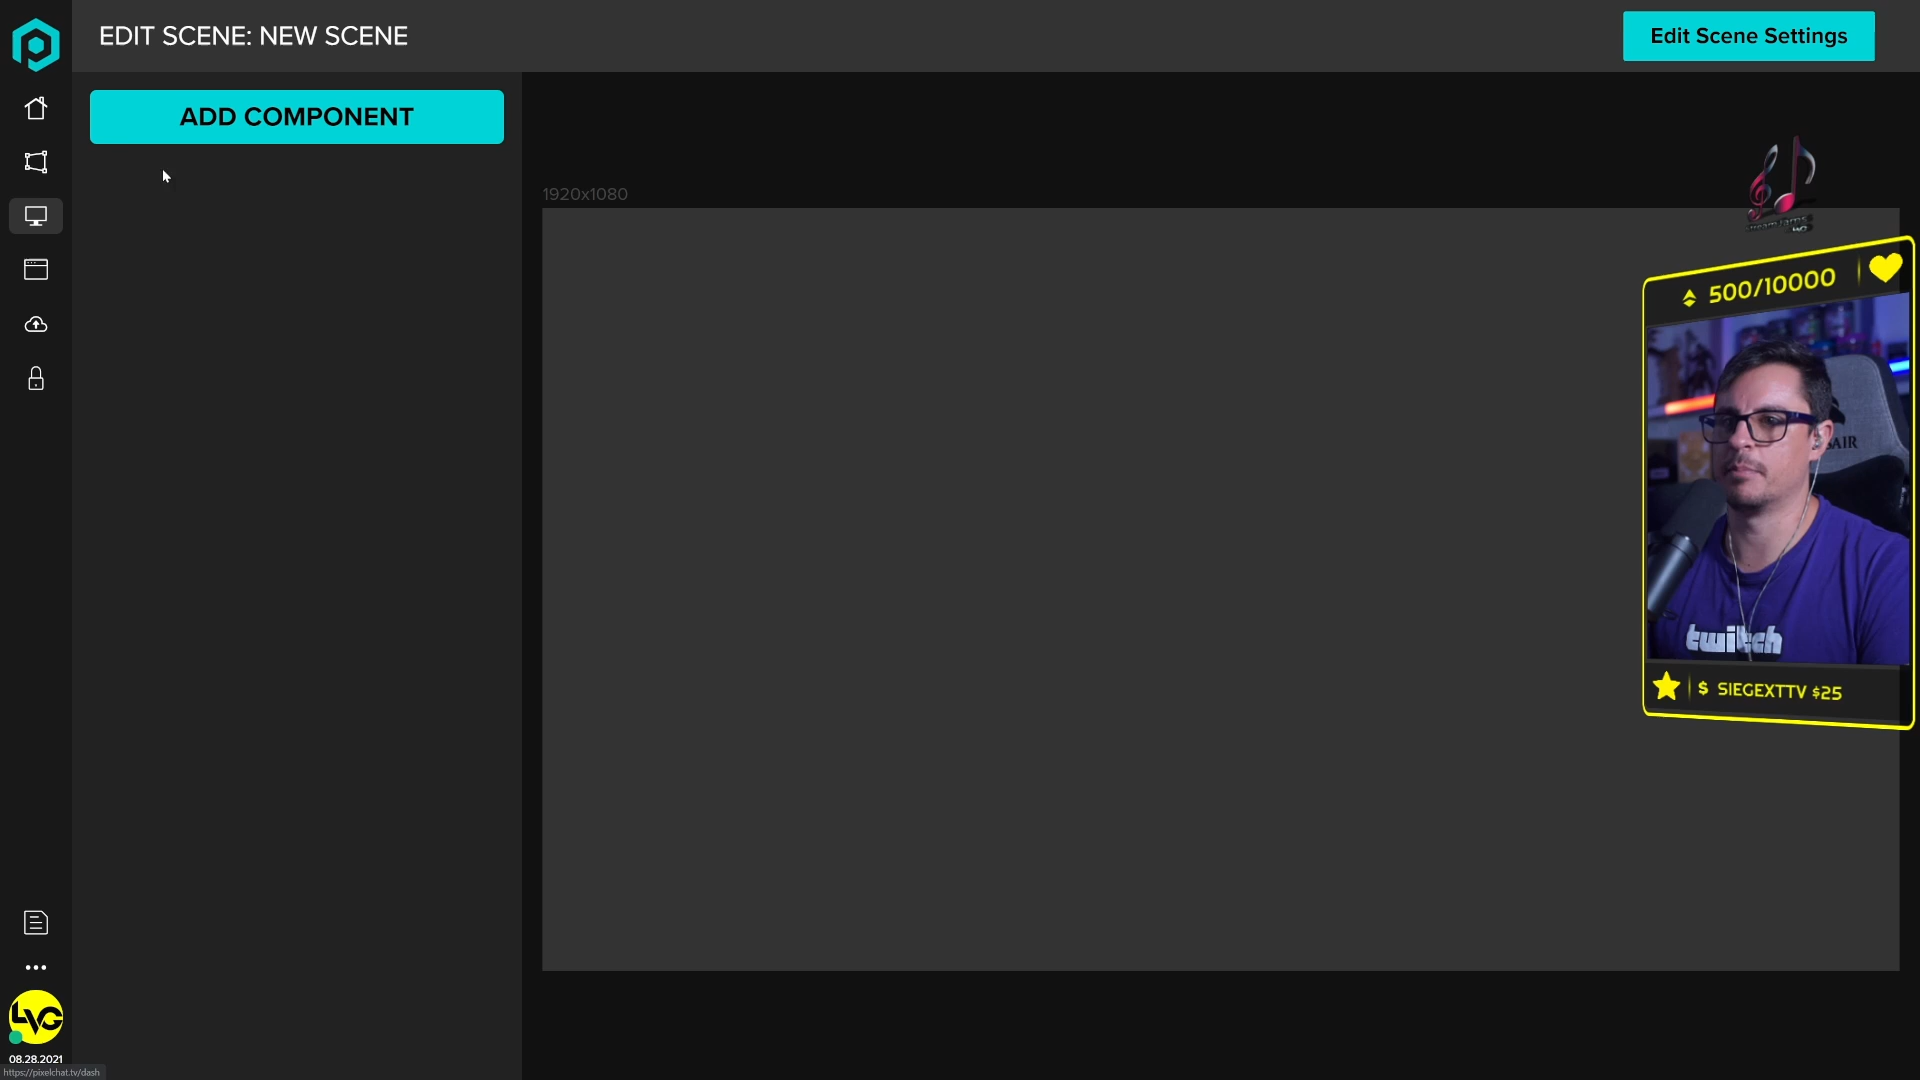 EDIT SCENE: NEW SCENE
Edit Scene Settings
ADD COMPONENT
1920x1080
500/10000
AIR
twitch
$ SIEGEXTTV $25
LVG
08.28.2021
https://pixelchat.tv/dash